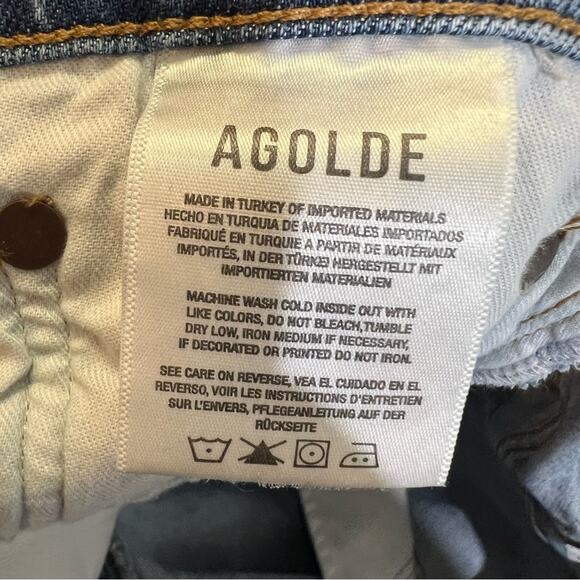 AGOLDE
MADE IN TURKEY OF IMPORTED MATERIALS
HECHO EN TURQUIA DE MATERIALES IMPORTADOS
FABRIQUÉ EN TURQUIE A PARTIR DE MATÉRIAUX
IMPORTÉS, IN DER TÜRKEI HERGESTELLT MIT
IMPORTIERTEN MATERIALIEN
MACHINE WASH COLD INSIDE OUT WITH
LIKE COLORS, DO NOT BLEACH,TUMBLE
DRY LOW, IRON MEDIUM IF NECESSARY,
IF DECORATED OR PRINTED DO NOT IRON.
SEE CARE ON REVERSE, VEA EL CUIDADO EN EL
REVERSO, VOIR LES INSTRUCTIONS D'ENTRETIEN
SUR L'ENVERS, PFLEGEANLEITUNG AUF DER
RÜCKSEITE